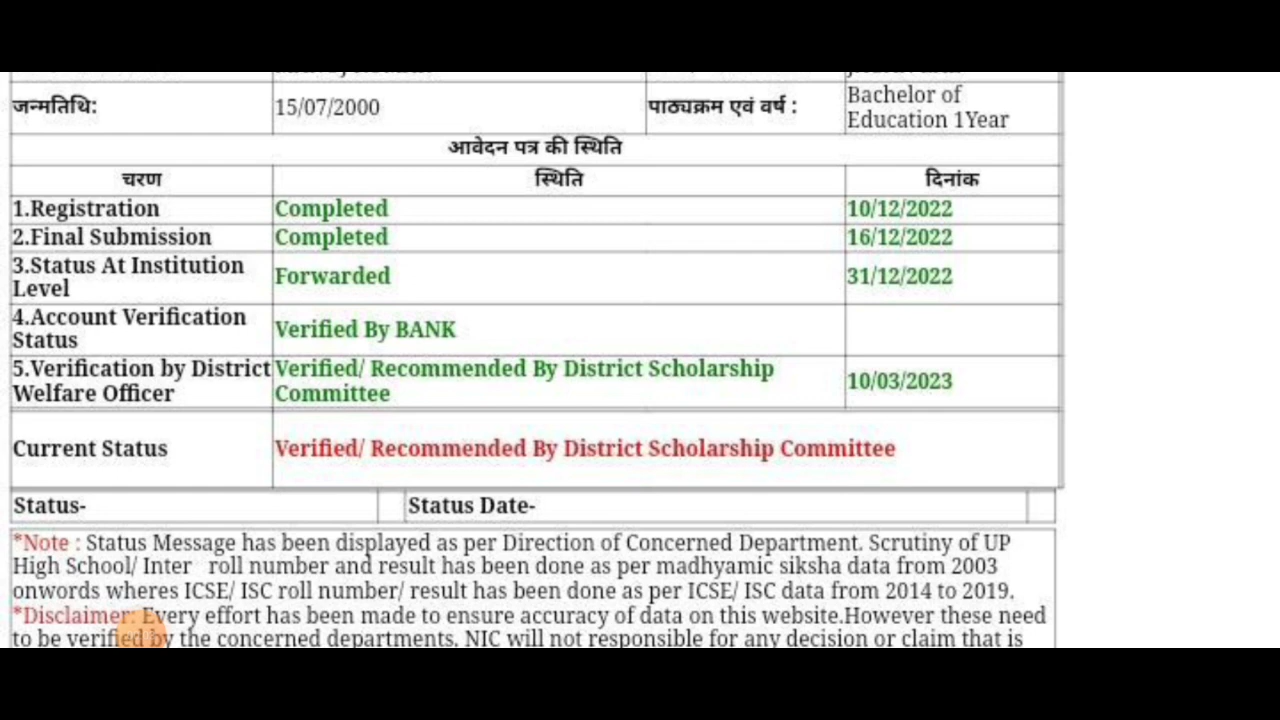 जन्मतिथि: 15/07/2000 पाठ्यक्रम एवं वर्ष : Bachelor of
Education 1Year
आवेदन पत्र की स्थिति
चरण स्थिति दिनांक
1.Registration Completed 10/12/2022
2.Final Submission Completed 16/12/2022
3.Status At Institution
Level Forwarded 31/12/2022
4.Account Verification
Status Verified By BANK
5.Verification by District
Welfare Officer Verified/ Recommended By District Scholarship
Committee 10/03/2023
Current Status Verified/ Recommended By District Scholarship Committee
Status- Status Date-
*Note : Status Message has been displayed as per Direction of Concerned Department. Scrutiny of UP
High School/ Inter roll number and result has been done as per madhyamic siksha data from 2003
onwords wheres ICSE/ ISC roll number/ result has been done as per ICSE/ ISC data from 2014 to 2019.
*Disclaimer: Every effort has been made to ensure accuracy of data on this website.However these need
to be verified by the concerned departments. NIC will not responsible for any decision or claim that is